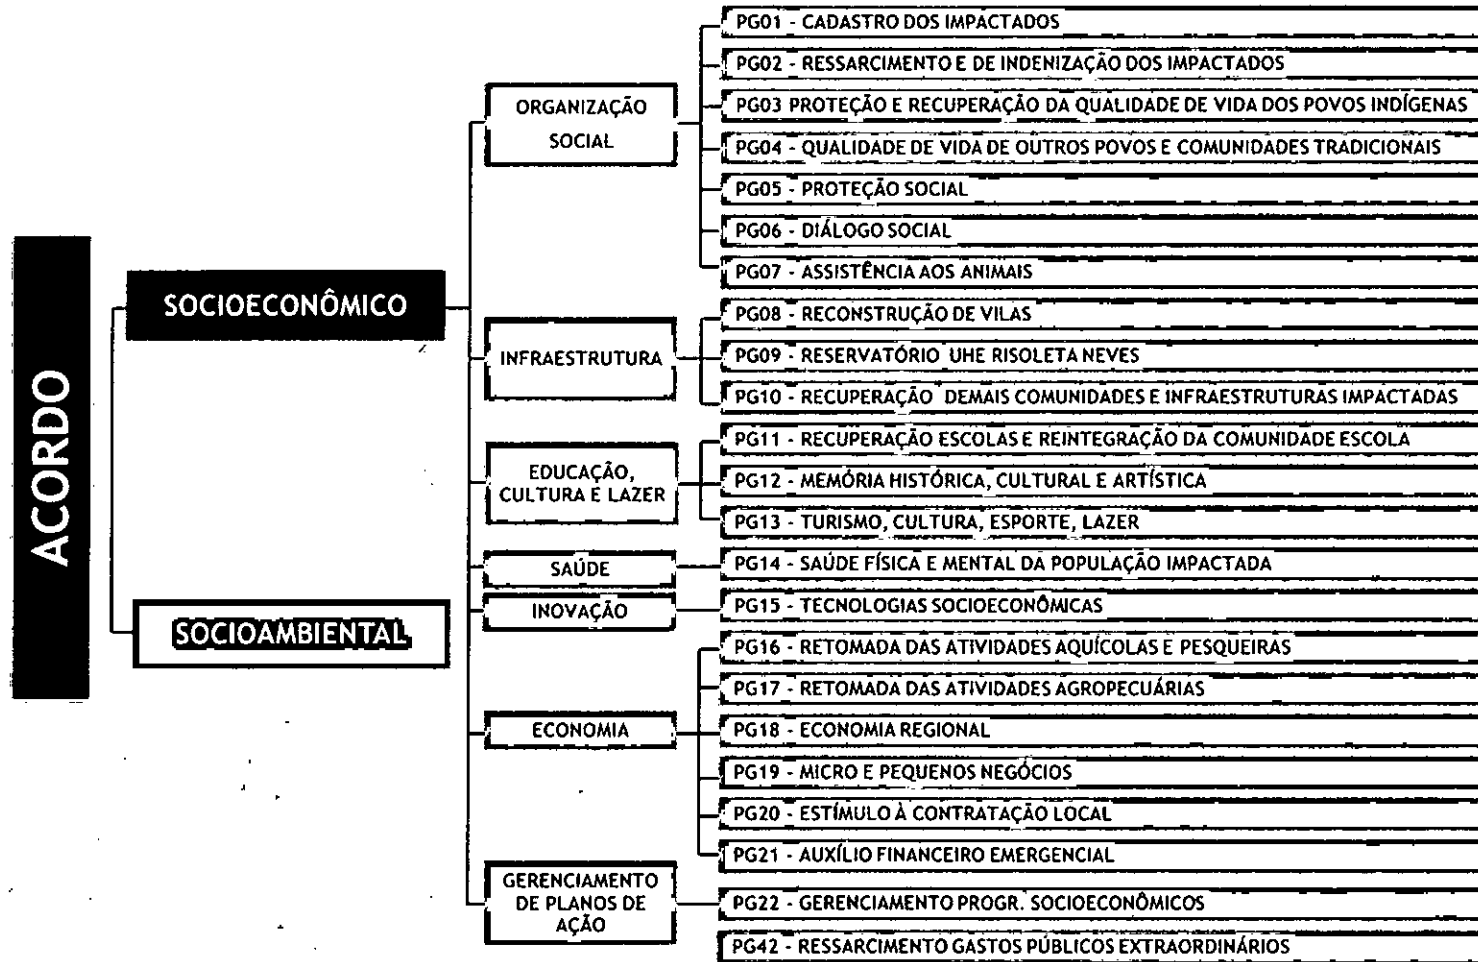 ACORDO
SOCIOECONÔMICO
SOCIOAMBIENTAL
ORGANIZAÇÃO
SOCIAL
PG01 - CADASTRO DOS IMPACTADOS
PG02 - RESSARCIMENTO E DE INDENIZAÇÃO DOS IMPACTADOS
PG03 PROTEÇÃO E RECUPERAÇÃO DA QUALIDADE DE VIDA DOS POVOS INDÍGENAS
PG04 - QUALIDADE DE VIDA DE OUTROS POVOS E COMUNIDADES TRADICIONAIS
PG05 - PROTEÇÃO SOCIAL
PG06 - DIÁLOGO SOCIAL
PG07 - ASSISTÊNCIA AOS ANIMAIS
INFRAESTRUTURA
PG08 - RECONSTRUÇÃO DE VILAS
PG09 - RESERVATÓRIO UHE RISOLETA NEVES
PG10 - RECUPERAÇÃO DEMAIS COMUNIDADES E INFRAESTRUTURAS IMPACTADAS
EDUCAÇÃO,
CULTURA E LAZER
PG11 - RECUPERAÇÃO ESCOLAS E REINTEGRAÇÃO DA COMUNIDADE ESCOLA
PG12 - MEMÓRIA HISTÓRICA, CULTURAL E ARTÍSTICA
PG13 - TURISMO, CULTURA, ESPORTE, LAZER
SAÚDE
PG14 - SAÚDE FÍSICA E MENTAL DA POPULAÇÃO IMPACTADA
INOVAÇÃO
PG15 - TECNOLOGIAS SOCIOECONÔMICAS
ECONOMIA
PG16 - RETOMADA DAS ATIVIDADES AQUÍCOLAS E PESQUEIRAS
PG17 - RETOMADA DAS ATIVIDADES AGROPECUÁRIAS
PG18 - ECONOMIA REGIONAL
PG19 - MICRO E PEQUENOS NEGÓCIOS
PG20 - ESTÍMULO À CONTRATAÇÃO LOCAL
PG21 - AUXÍLIO FINANCEIRO EMERGENCIAL
GERENCIAMENTO
DE PLANOS DE
AÇÃO
PG22 - GERENCIAMENTO PROGR. SOCIOECONÔMICOS
PG42 - RESSARCIMENTO GASTOS PÚBLICOS EXTRAORDINÁRIOS